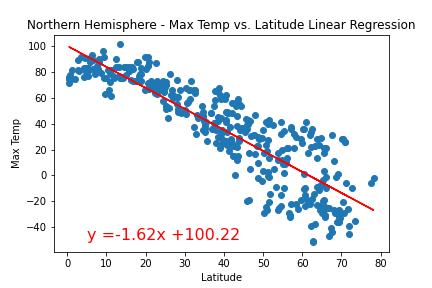 Northern Hemisphere - Max Temp vs. Latitude Linear Regression
100
80
60
40
20
0
−20
−40
Max Temp
y =-1.62x +100.22
0 10 20 30 40 50 60 70 80
Latitude